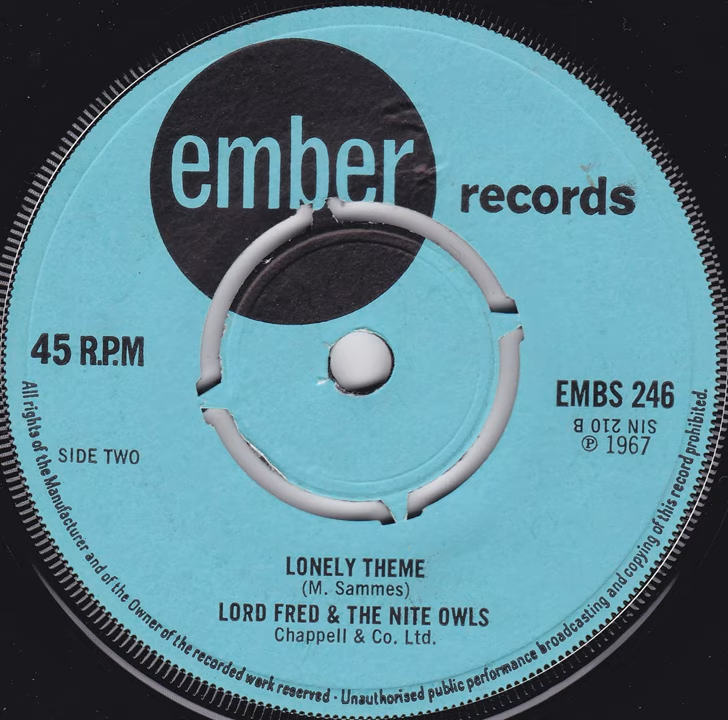 ember
records
45 R.P.M
EMBS 246
SIN 210 B
℗ 1967
SIDE TWO
LONELY THEME
(M. Sammes)
LORD FRED & THE NITE OWLS
Chappell & Co. Ltd.
All rights of the Manufacturer and of the Owner of the recorded work reserved · Unauthorised public performance broadcasting and copying of this record prohibited.